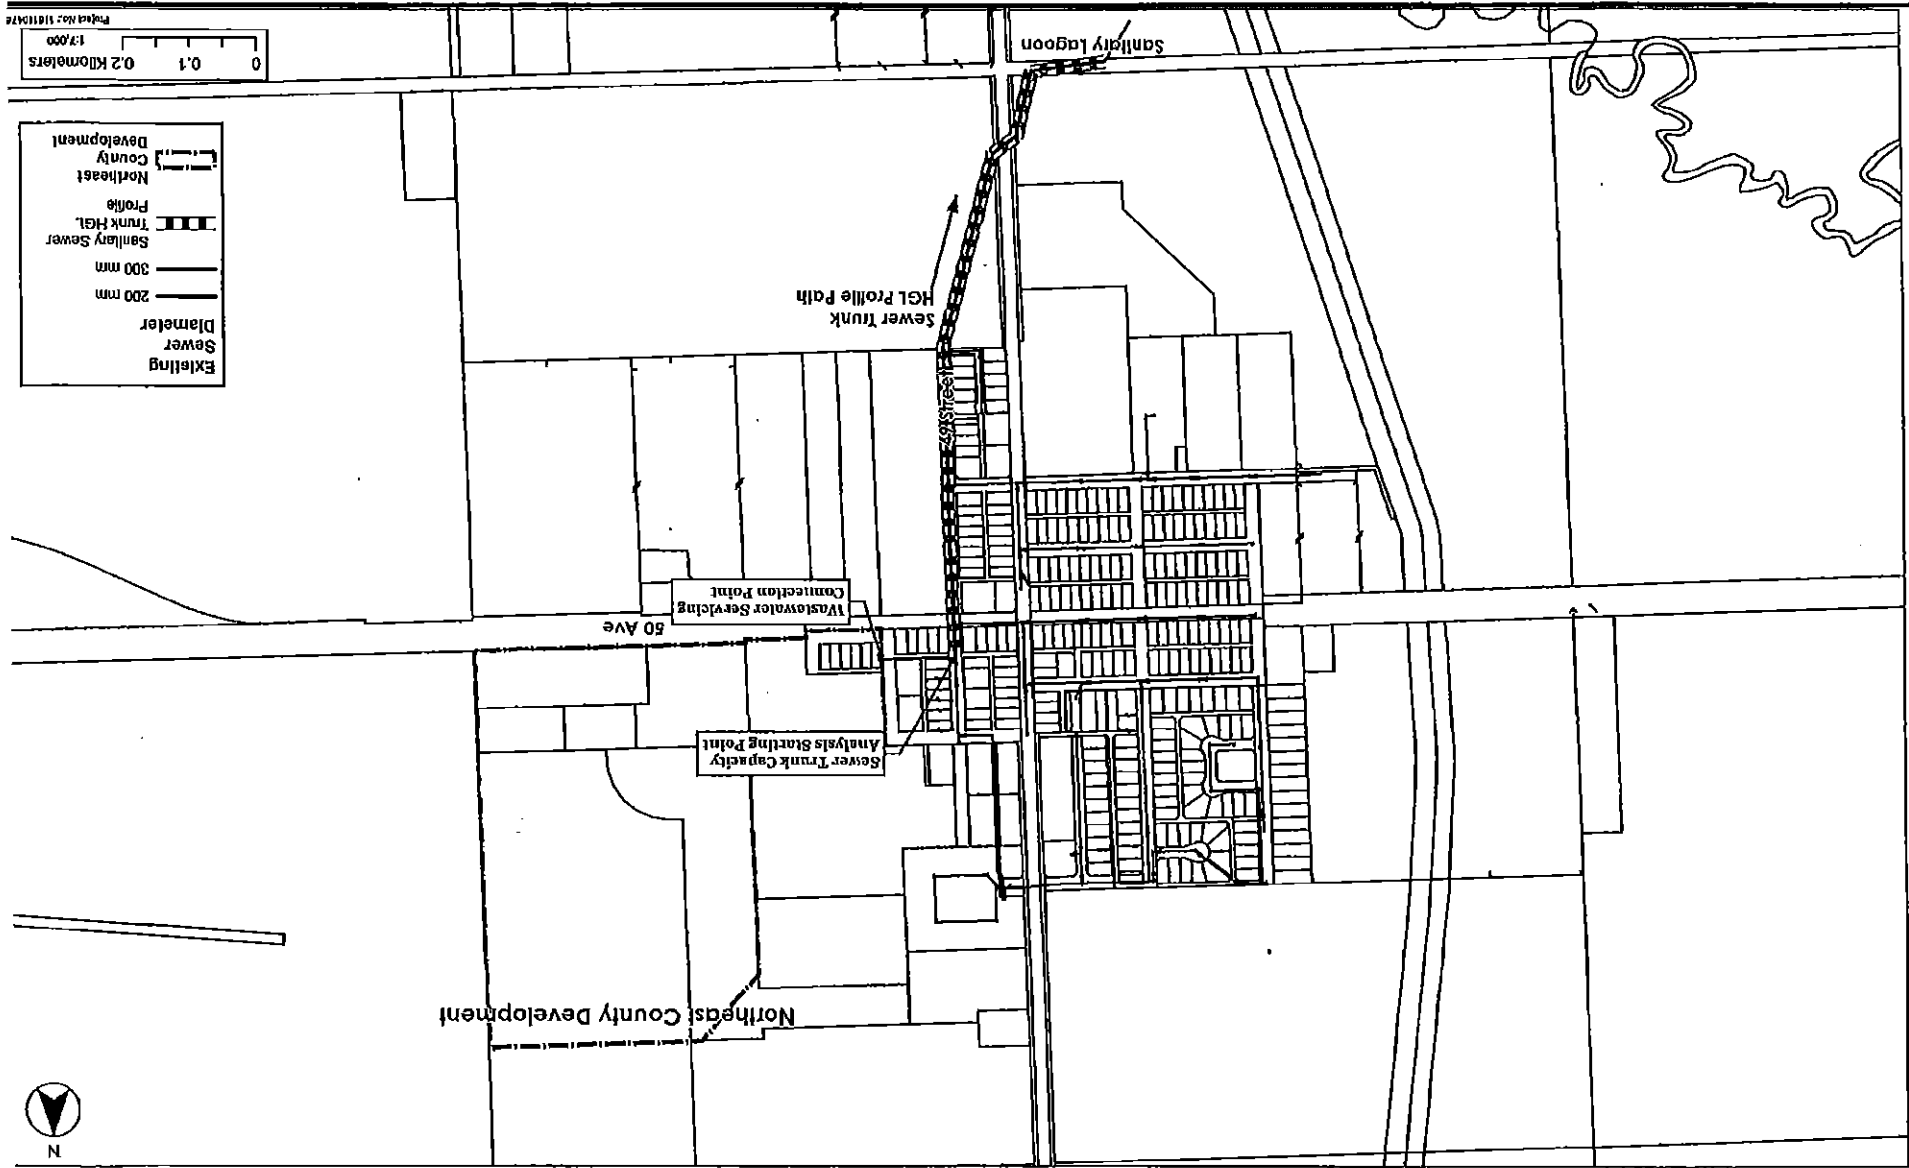 N
Northeast County Development
Sewer Trunk Capacity
Analysis Starting Point
50 Ave
Wastewater Servicing
Connection Point
49 Street
Sewer Trunk
HGL Profile Path
Sanitary Lagoon
Existing
Sewer
Diameter
200 mm
300 mm
Sanitary Sewer
Trunk HGL
Profile
Northeast
County
Development
0 0.1 0.2 Kilometers
1:7,000
Project No: